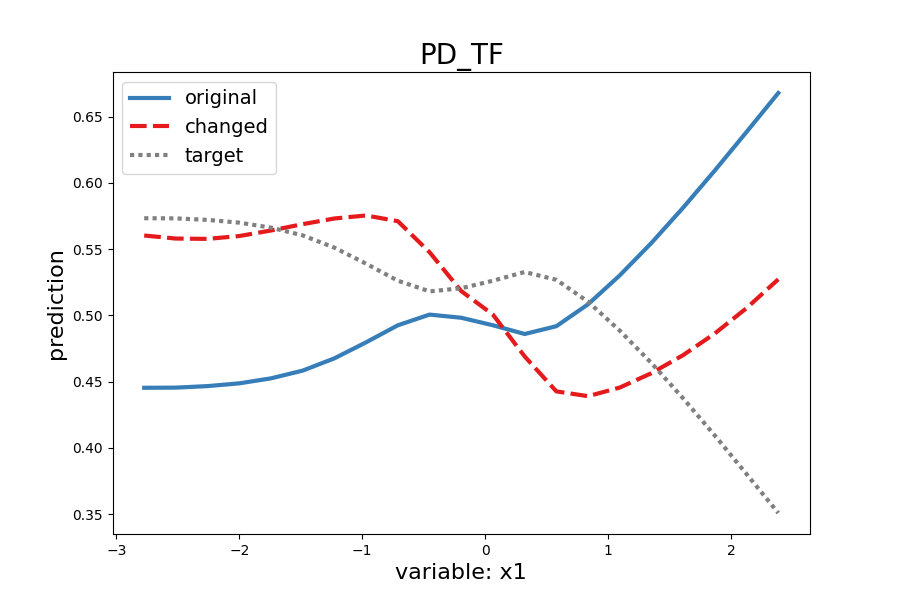 PD_TF
original
changed
target
prediction
0.65
0.60
0.55
0.50
0.45
0.40
0.35
−3
−2
−1
0
1
2
variable: x1